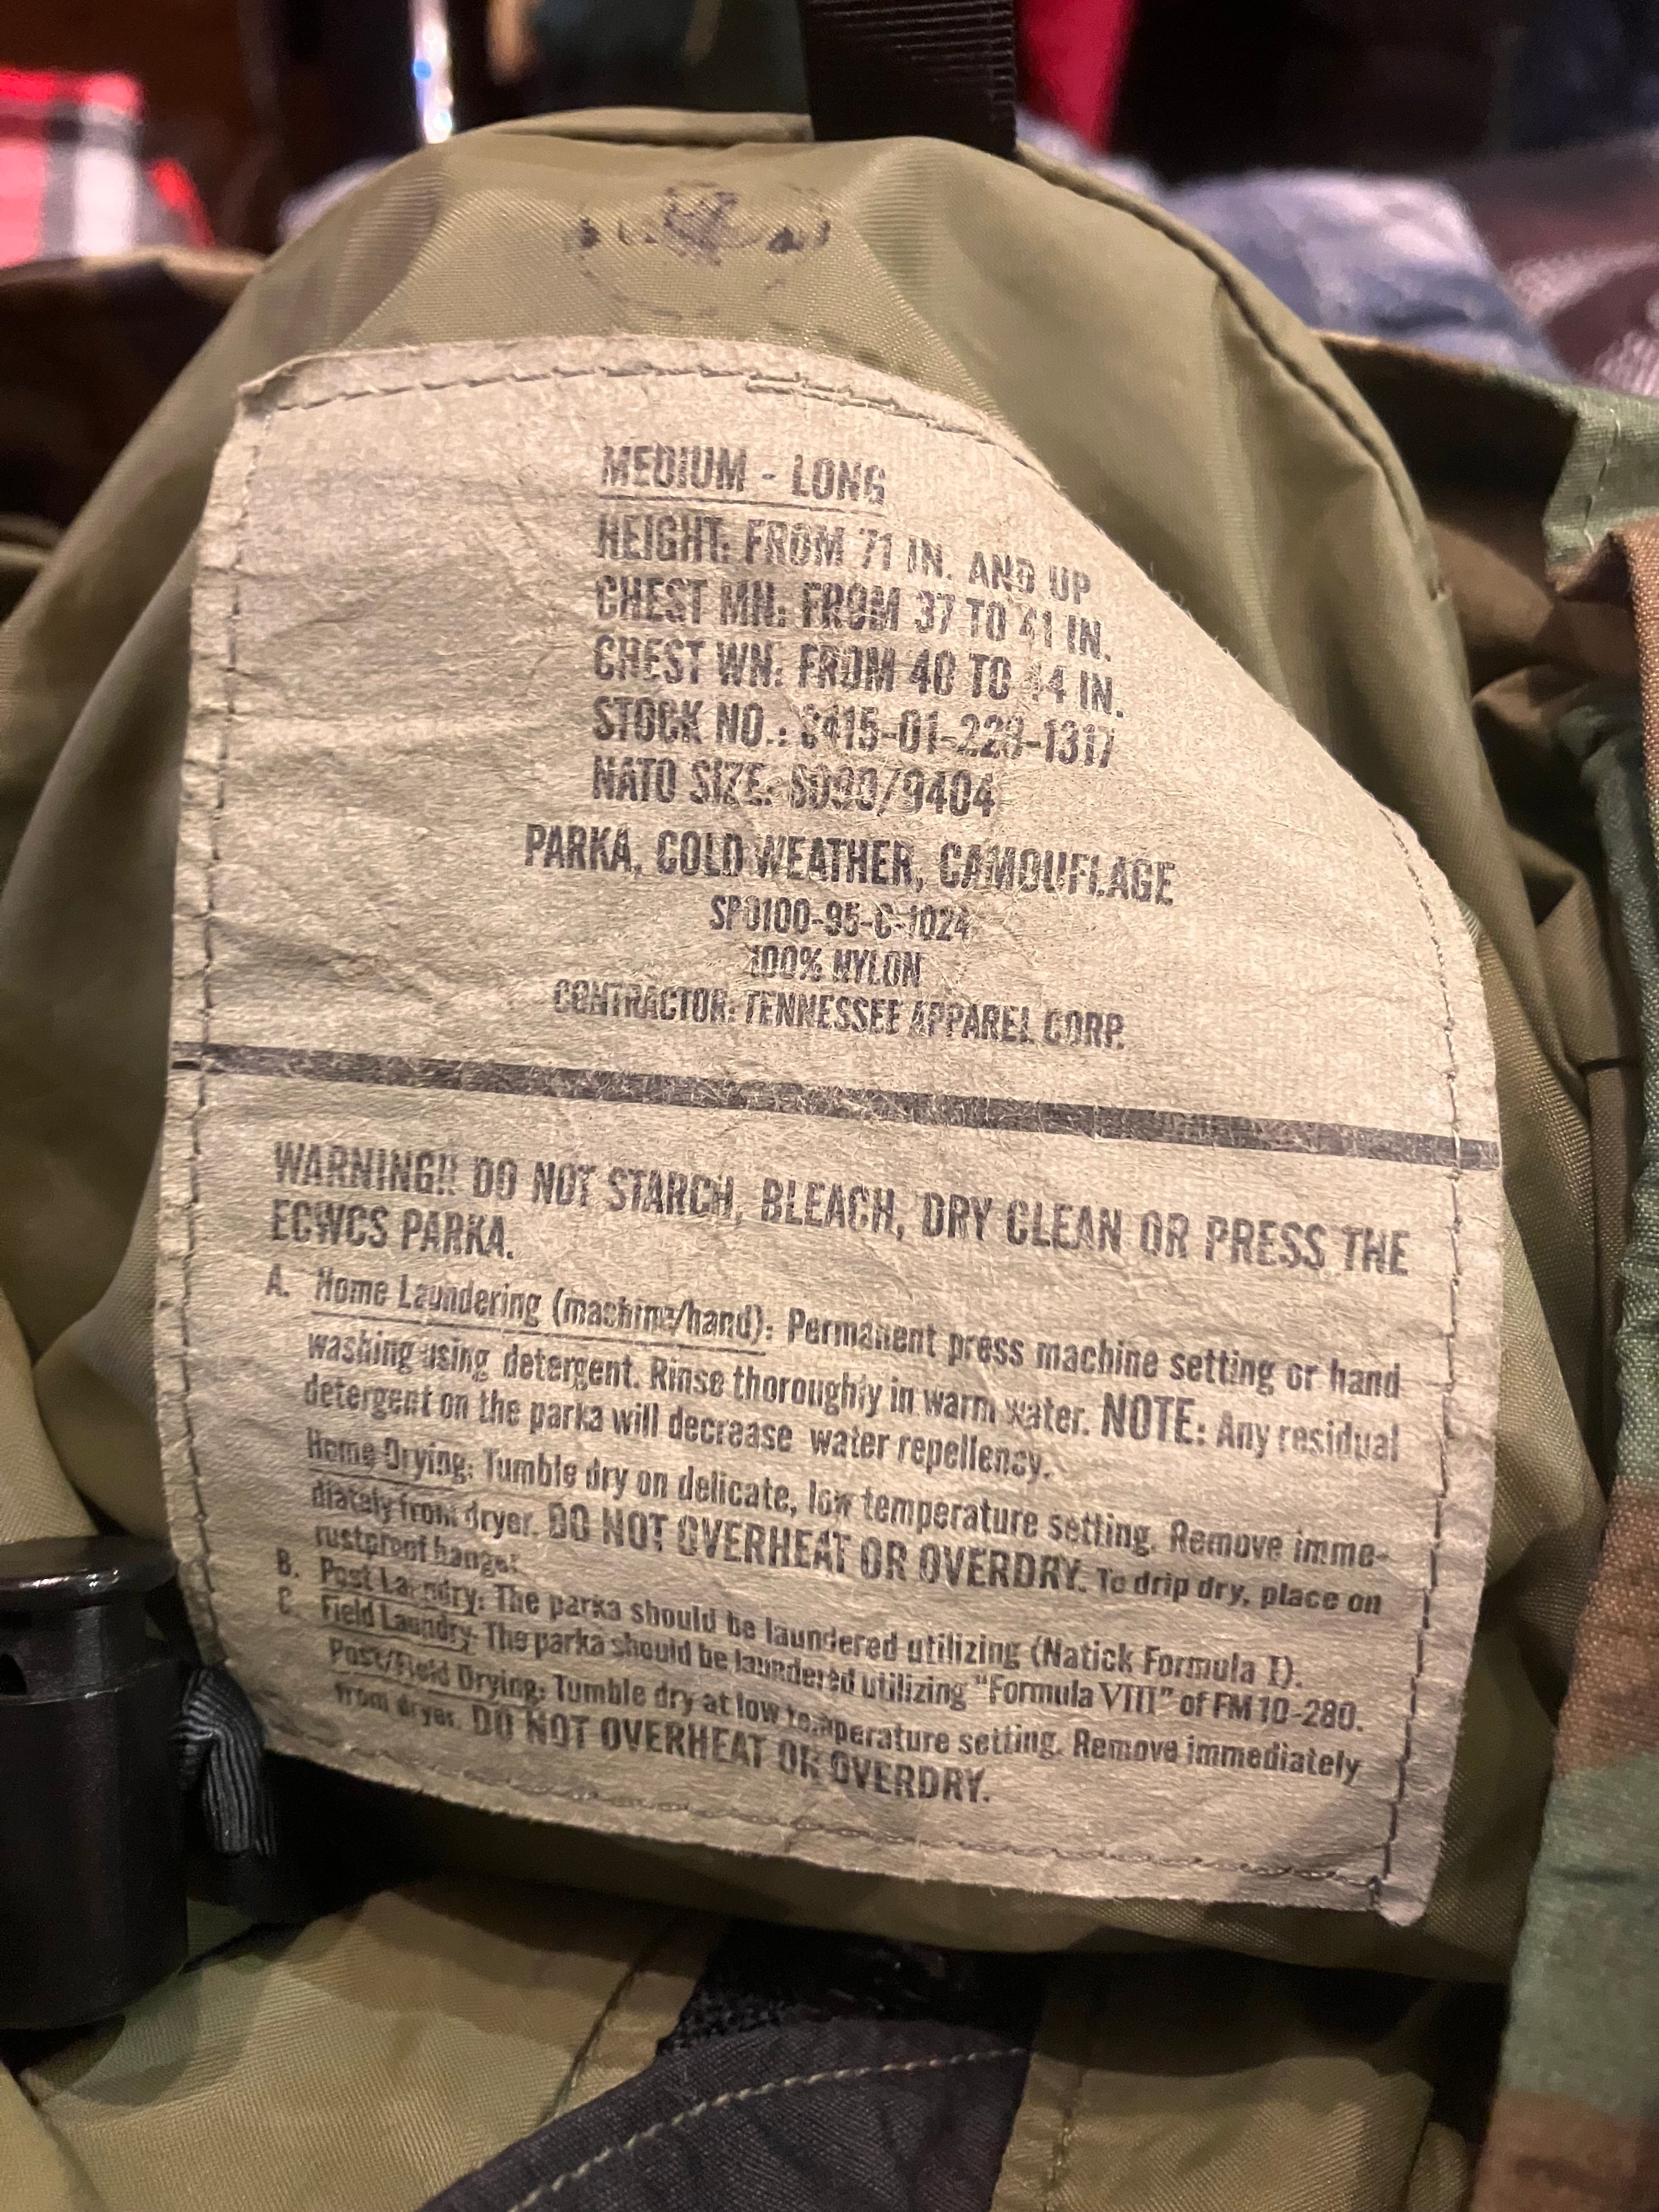 MEDIUM - LONG
HEIGHT: FROM 71 IN. AND UP
CHEST MN: FROM 37 TO 41 IN.
CHEST WN: FROM 40 TO 44 IN.
STOCK NO.: 8415-01-228-1317
NATO SIZE: 8090/9404
PARKA, COLD WEATHER, CAMOUFLAGE
SPO100-95-C-1024
100% NYLON
CONTRACTOR: TENNESSEE APPAREL CORP.
WARNING!! DO NOT STARCH, BLEACH, DRY CLEAN OR PRESS THE
ECWCS PARKA.
A. Home Laundering (machine/hand): Permanent press machine setting or hand
washing using detergent. Rinse thoroughly in warm water. NOTE: Any residual
detergent on the parka will decrease water repellency.
Home Drying: Tumble dry on delicate, low temperature setting. Remove imme-
diately from dryer. DO NOT OVERHEAT OR OVERDRY. To drip dry, place on
rustproof hanger
B. Post Laundry: The parka should be laundered utilizing (Natick Formula I).
C. Field Laundry: The parka should be laundered utilizing "Formula VIII" of FM 10-280.
Post/Field Drying: Tumble dry at low temperature setting. Remove immediately
from dryer. DO NOT OVERHEAT OR OVERDRY.